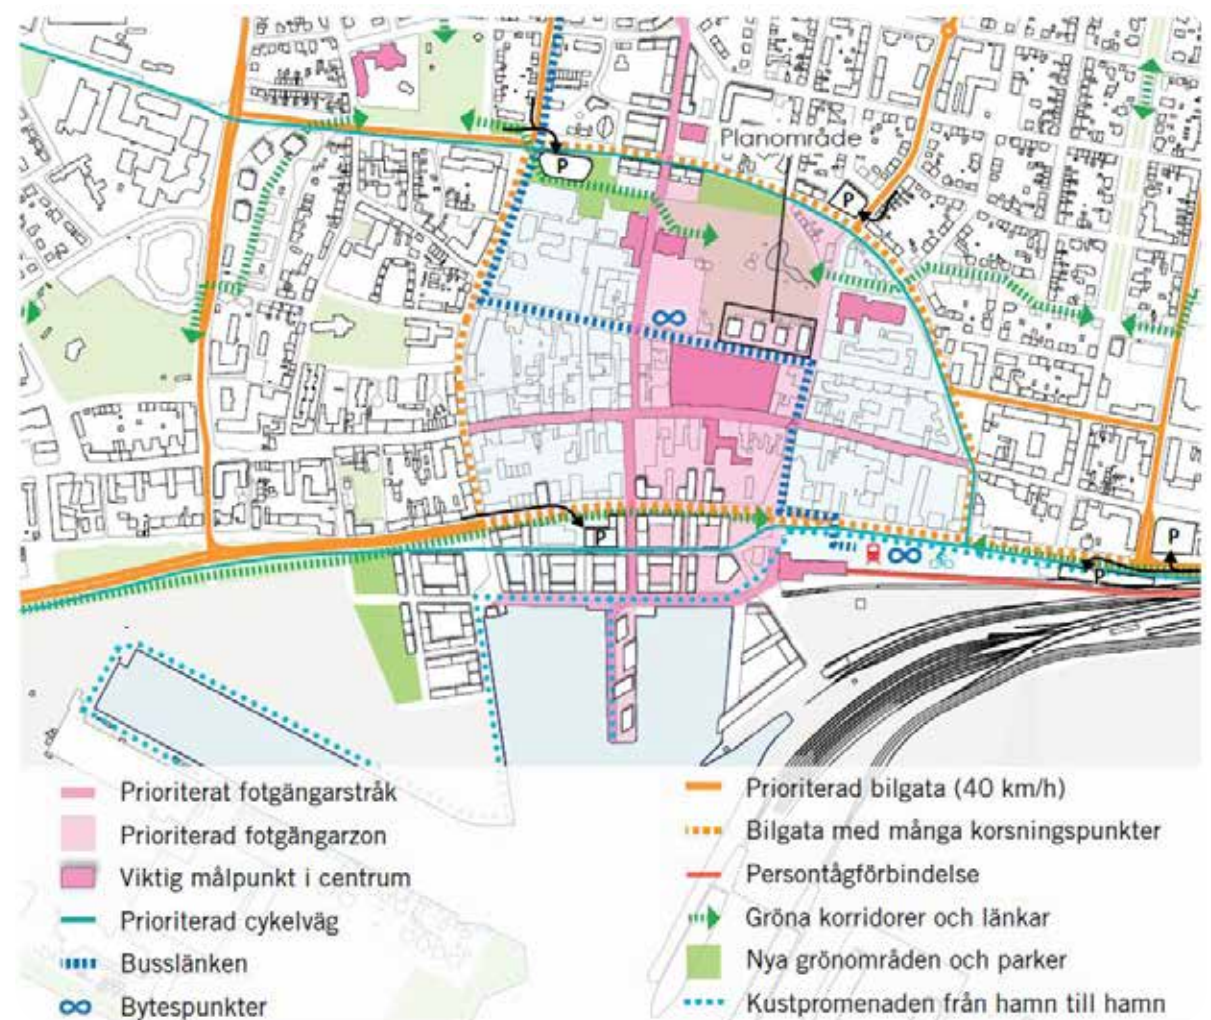 Planområde
P
P
P
P
P
Prioriterat fotgängarstråk
Prioriterad fotgängarzon
Viktig målpunkt i centrum
Prioriterad cykelväg
Busslänken
Bytespunkter
Prioriterad bilgata (40 km/h)
Bilgata med många korsningspunkter
Persontågförbindelse
Gröna korridorer och länkar
Nya grönområden och parker
Kustpromenaden från hamn till hamn